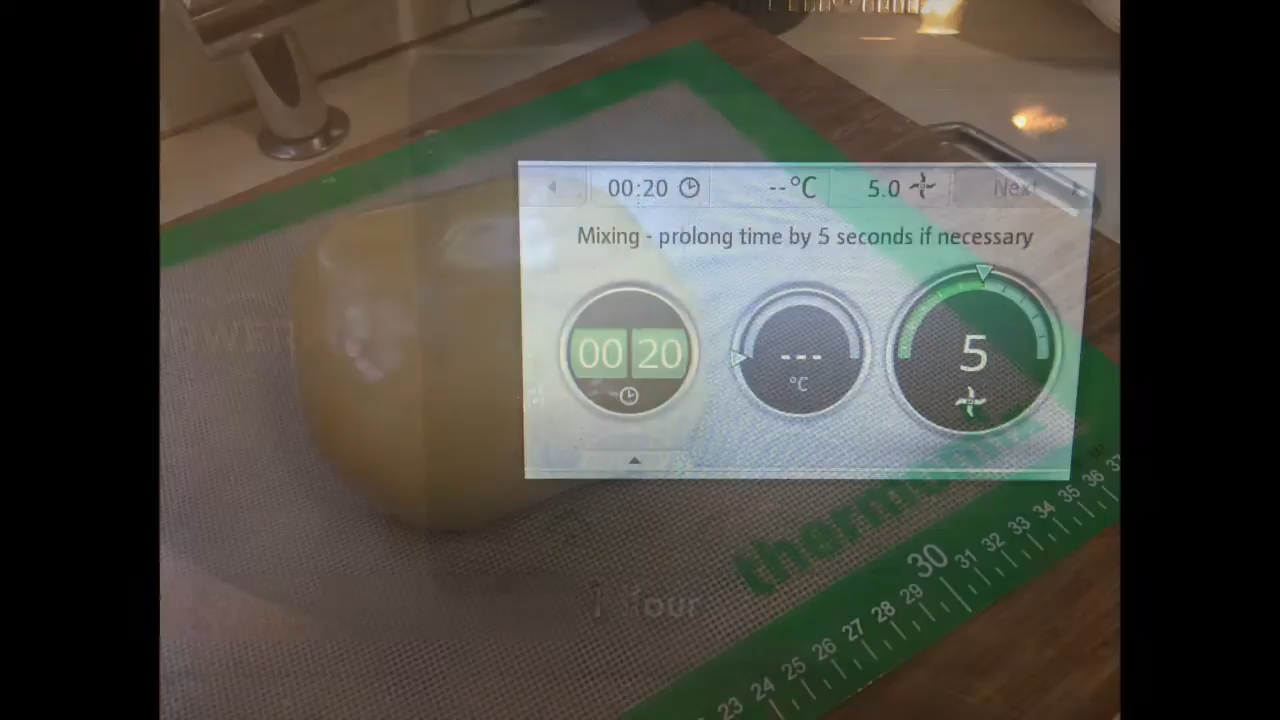 00:20 --°C 5.0 Next
Mixing - prolong time by 5 seconds if necessary
00 20 --- 5
°C
thermomix
1 Hour
23 24 25 26 27 28 29 30 31 32 33 34 35 36 37